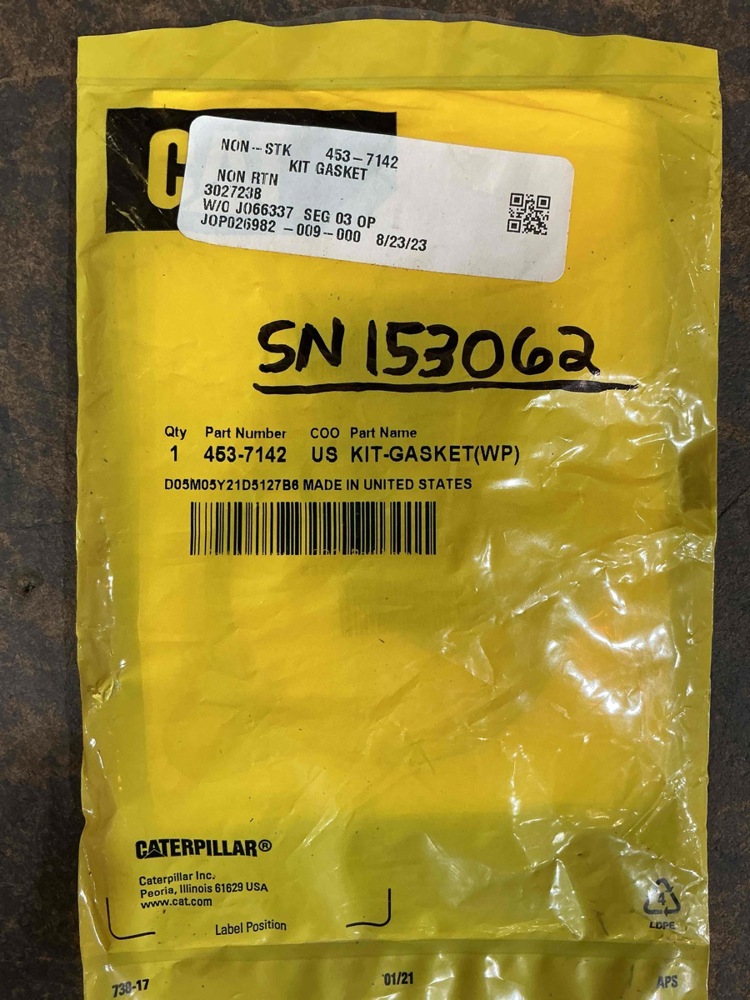 C
NON--STK 453-7142
KIT GASKET
NON RTN
3027238
W/O JO66337 SEG 03 OP
JOP026982 -009-000 8/23/23
SN 153062
Qty Part Number COO Part Name
1 453-7142 US KIT-GASKET(WP)
D05M05Y21D5127B6 MADE IN UNITED STATES
CATERPILLAR®
Caterpillar Inc.
Peoria, Illinois 61629 USA
www.cat.com
Label Position
4
LDPE
738-17 01/21 APS